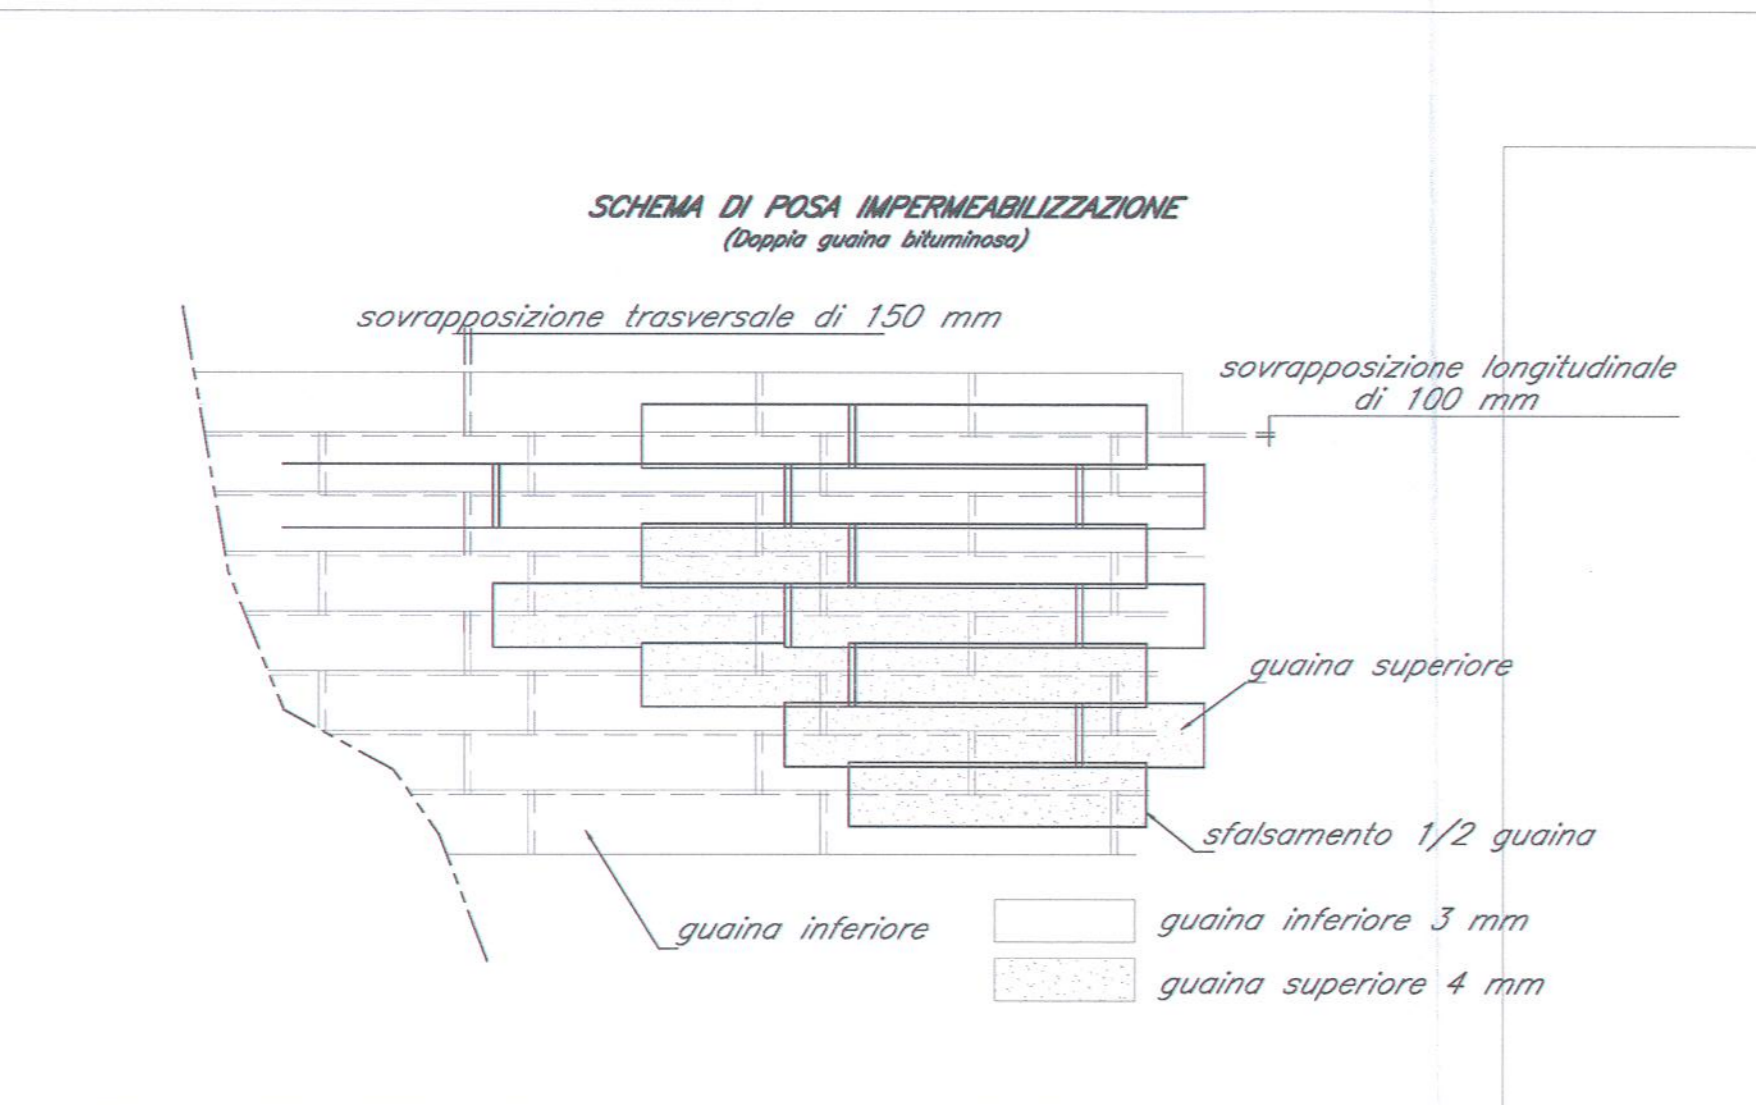 SCHEMA DI POSA IMPERMEABILIZZAZIONE
(Doppia guaina bituminosa)
sovrapposizione trasversale di 150 mm
sovrapposizione longitudinale
di 100 mm
guaina superiore
sfalsamento 1/2 guaina
guaina inferiore
guaina inferiore 3 mm
guaina superiore 4 mm